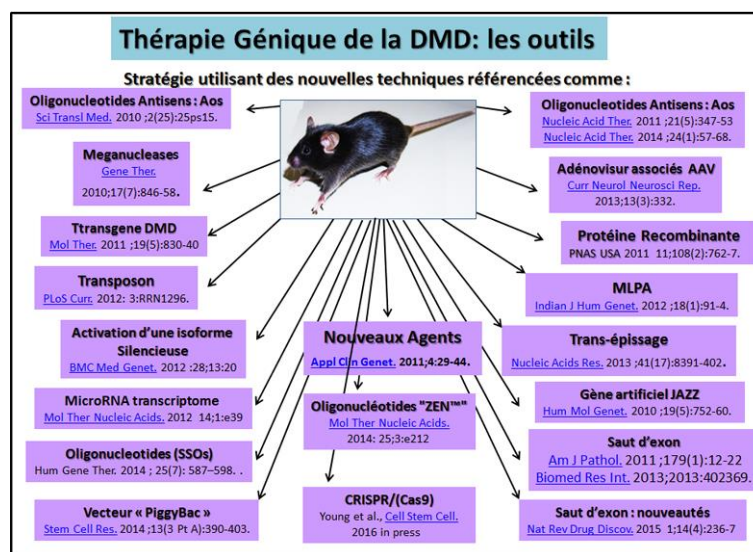 Thérapie Génique de la DMD: les outils
Stratégie utilisant des nouvelles techniques référencées comme :
Oligonucleotides Antisens : Aos
Sci Transl Med. 2010 ;2(25):25ps15.
Meganucleases
Gene Ther.
2010;17(7):846-58.
Ttransgene DMD
Mol Ther. 2011 ;19(5):830-40
Transposon
PLoS Curr. 2012: 3:RRN1296.
Activation d'une isoforme
Silencieuse
BMC Med Genet. 2012 :28;13:20
MicroRNA transcriptome
Mol Ther Nucleic Acids. 2012 14;1:e39
Oligonucleotides (SSOs)
Hum Gene Ther. 2014 ; 25(7): 587–598. .
Vecteur « PiggyBac »
Stem Cell Res. 2014 ;13(3 Pt A):390-403.
Nouveaux Agents
Appl Clin Genet. 2011;4:29-44.
Oligonucléotides "ZEN™"
Mol Ther Nucleic Acids.
2014: 25;3:e212
CRISPR/(Cas9)
Young et al., Cell Stem Cell.
2016 in press
Oligonucleotides Antisens : Aos
Nucleic Acid Ther. 2011 ;21(5):347-53
Nucleic Acid Ther. 2014 ;24(1):57-68.
Adénovisur associés AAV
Curr Neurol Neurosci Rep.
2013;13(3):332.
Protéine Recombinante
PNAS USA 2011 11;108(2):762-7.
MLPA
Indian J Hum Genet. 2012 ;18(1):91-4.
Trans-épissage
Nucleic Acids Res. 2013 ;41(17):8391-402.
Gène artificiel JAZZ
Hum Mol Genet. 2010 ;19(5):752-60.
Saut d'exon
Am J Pathol. 2011 ;179(1):12-22
Biomed Res Int. 2013;2013:402369.
Saut d'exon : nouveautés
Nat Rev Drug Discov. 2015 1;14(4):236-7